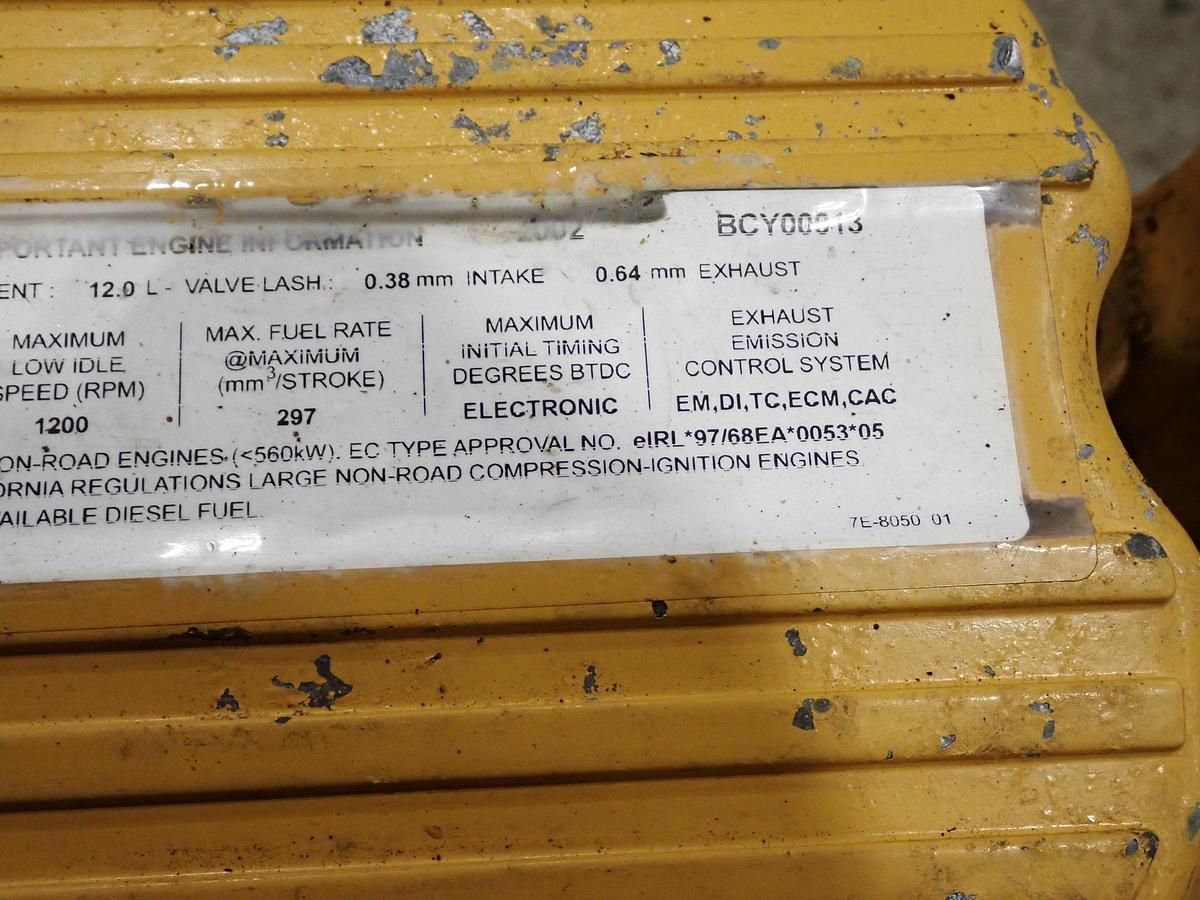 PORTANT ENGINE INFORMATION 2002
ENT : 12.0 L - VALVE LASH : 0.38 mm INTAKE 0.64 mm EXHAUST
MAXIMUM
LOW IDLE
SPEED (RPM)
1200
MAX. FUEL RATE
@MAXIMUM
(mm³/STROKE)
297
MAXIMUM
INITIAL TIMING
DEGREES BTDC
ELECTRONIC
EXHAUST
EMISSION
CONTROL SYSTEM
EM,DI,TC,ECM,CAC
ON-ROAD ENGINES (<560kW). EC TYPE APPROVAL NO. eIRL*97/68EA*0053*05
ORNIA REGULATIONS LARGE NON-ROAD COMPRESSION-IGNITION ENGINES
AILABLE DIESEL FUEL.
7E-8050 01